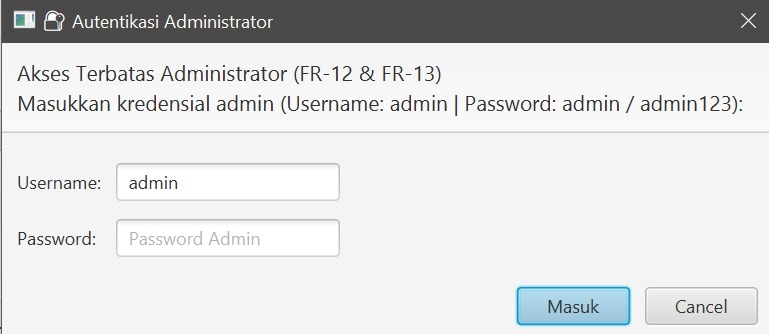 Autentikasi Administrator
Akses Terbatas Administrator (FR-12 & FR-13)
Masukkan kredensial admin (Username: admin | Password: admin / admin123):
Username: admin
Password: Password Admin
Masuk Cancel